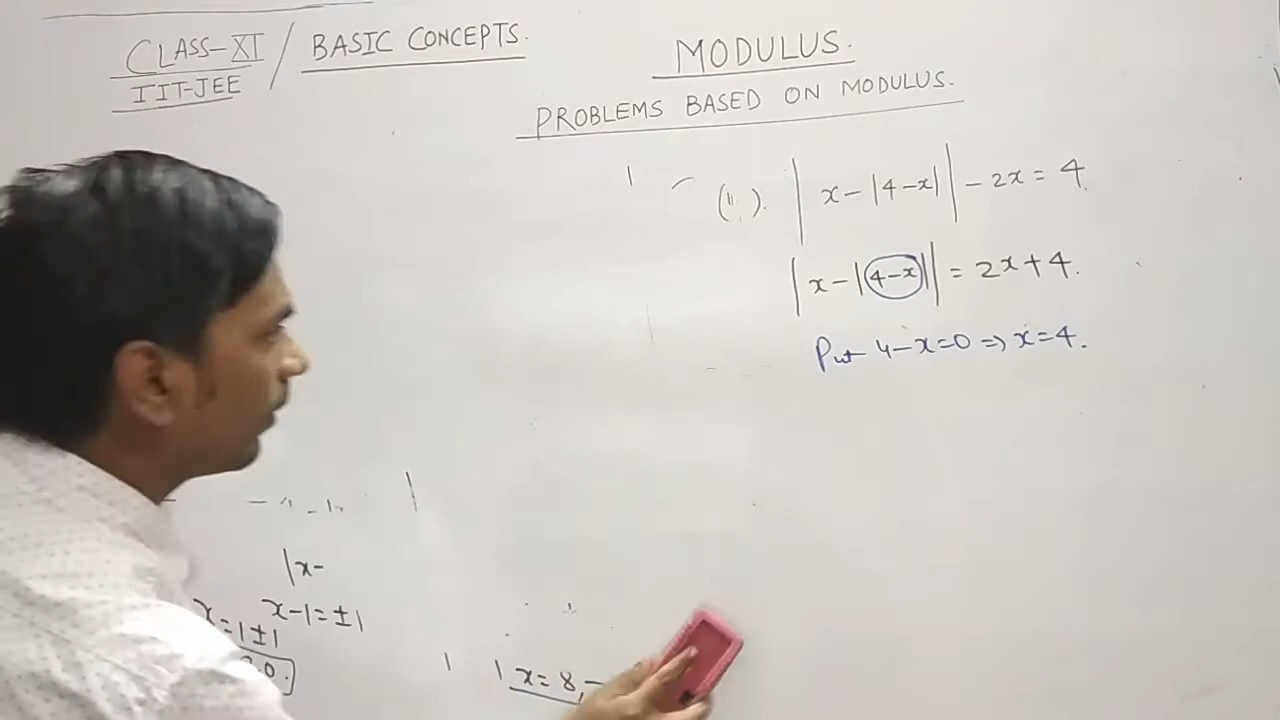 CLASS-XI / BASIC CONCEPTS.
IIT-JEE
MODULUS.
PROBLEMS BASED ON MODULUS.
(ii). | x-|4-x| | - 2x = 4.
| x-|4-x| | = 2x+4.
Put 4-x=0 ⇒ x=4.
|x-
x-1=±1
x=1±1
x=8,